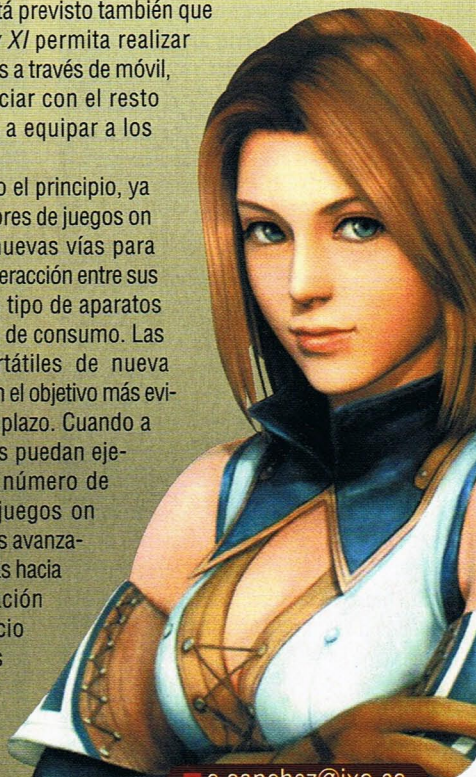 tá previsto también que
XI permita realizar
s a través de móvil,
ciar con el resto
a equipar a los
o el principio, ya
ores de juegos on
nuevas vías para
eracción entre sus
tipo de aparatos
de consumo. Las
rtátiles de nueva
n el objetivo más evi-
plazo. Cuando a
s puedan eje-
número de
juegos on
s avanza-
as hacia
ación
cio
s